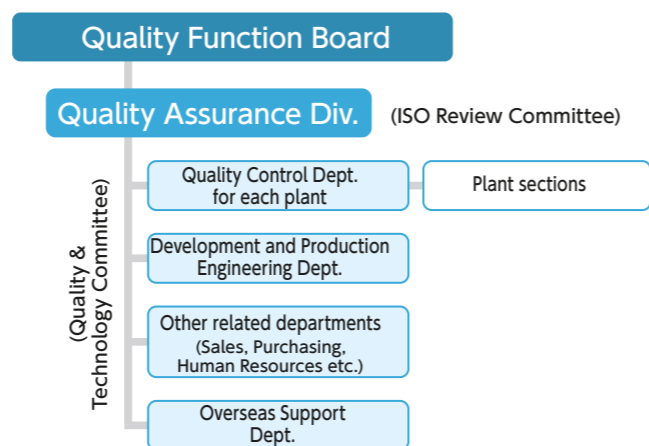 Quality Function Board
Quality Assurance Div.
(ISO Review Committee)
(Quality &
Technology Committee)
Quality Control Dept.
for each plant
Plant sections
Development and Production
Engineering Dept.
Other related departments
(Sales, Purchasing,
Human Resources etc.)
Overseas Support
Dept.